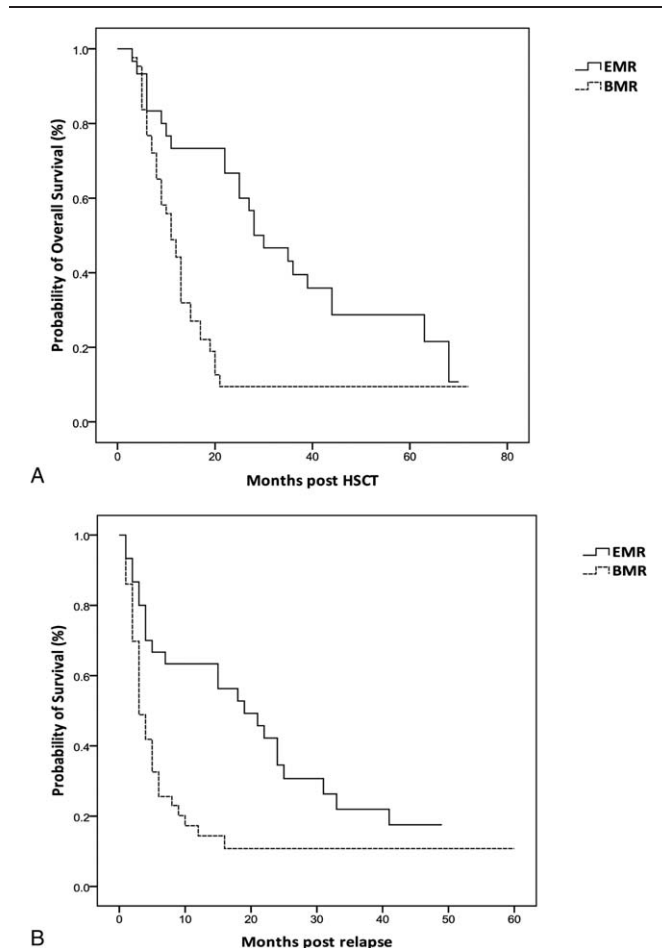 1.0
EMR
BMR
0.8
0.6
0.4
0.2
0.0
Probability of Overall Survival (%)
0 20 40 60 80
A
Months post HSCT
1.0
EMR
BMR
0.8
0.6
0.4
0.2
0.0
Probability of Survival (%)
0 10 20 30 40 50 60
B
Months post relapse